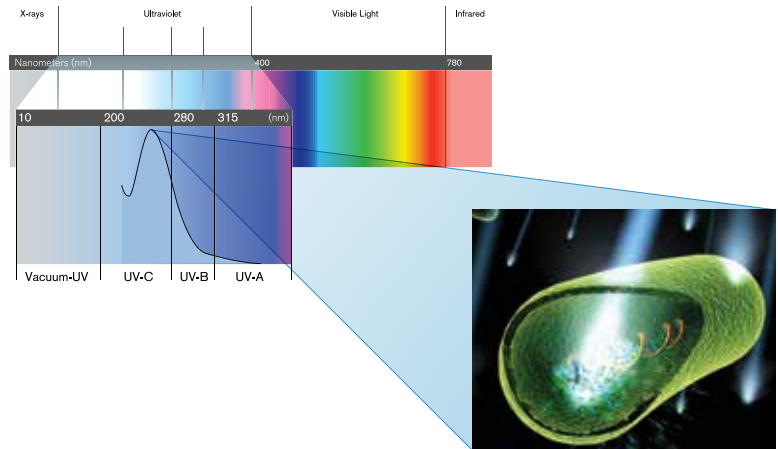 X-rays Ultraviolet Visible Light Infrared
Nanometers (nm) 400 780
10 200 280 315 (nm)
Vacuum-UV UV-C UV-B UV-A